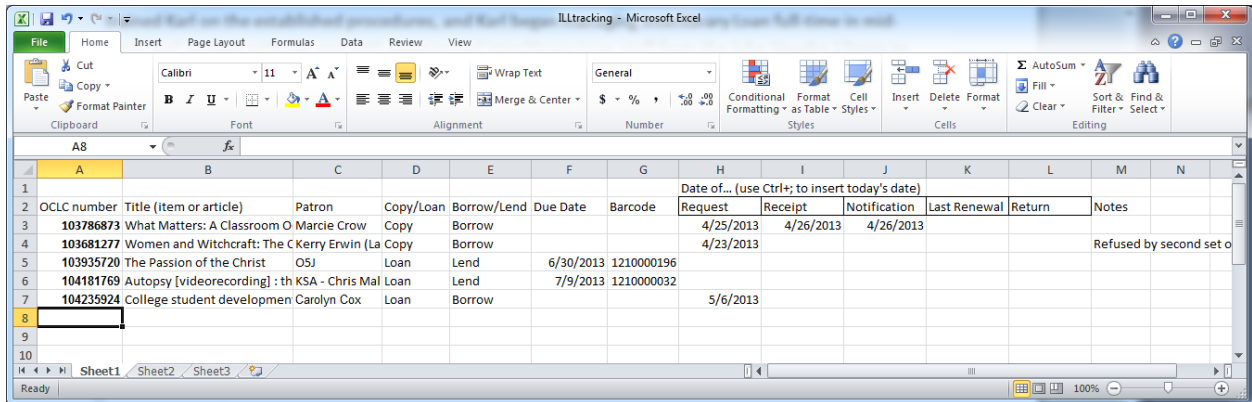 ILLtracking - Microsoft Excel
File Home Insert Page Layout Formulas Data Review View
Paste Cut Copy Format Painter Clipboard
Calibri 11 A A B I U A Font
Wrap Text Merge & Center Alignment
General $ % , .0 .00 .00 .0 Number
Conditional Formatting Format as Table Cell Styles Styles
Insert Delete Format Cells
Σ AutoSum Fill Clear Sort & Filter Find & Select Editing
A8 fx
A B C D E F G H I J K L M N
1 Date of... (use Ctrl+; to insert today's date)
2 OCLC number Title (item or article) Patron Copy/Loan Borrow/Lend Due Date Barcode Request Receipt Notification Last Renewal Return Notes
3 103786873 What Matters: A Classroom O Marcie Crow Copy Borrow 4/25/2013 4/26/2013 4/26/2013
4 103681277 Women and Witchcraft: The C Kerry Erwin (La Copy Borrow 4/23/2013 Refused by second set o
5 103935720 The Passion of the Christ O5J Loan Lend 6/30/2013 1210000196
6 104181769 Autopsy [videorecording] : th KSA - Chris Mal Loan Lend 7/9/2013 1210000032
7 104235924 College student developmen Carolyn Cox Loan Borrow 5/6/2013
8
9
10
Sheet1 Sheet2 Sheet3
Ready 100%